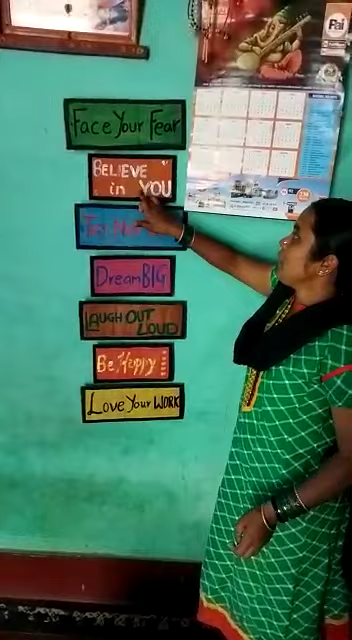 Pai
Face Your Fear
BELIEVE
in YOU
Dream BIG
LAUGH OUT
LOUD
Be Happy
Love Your WORK